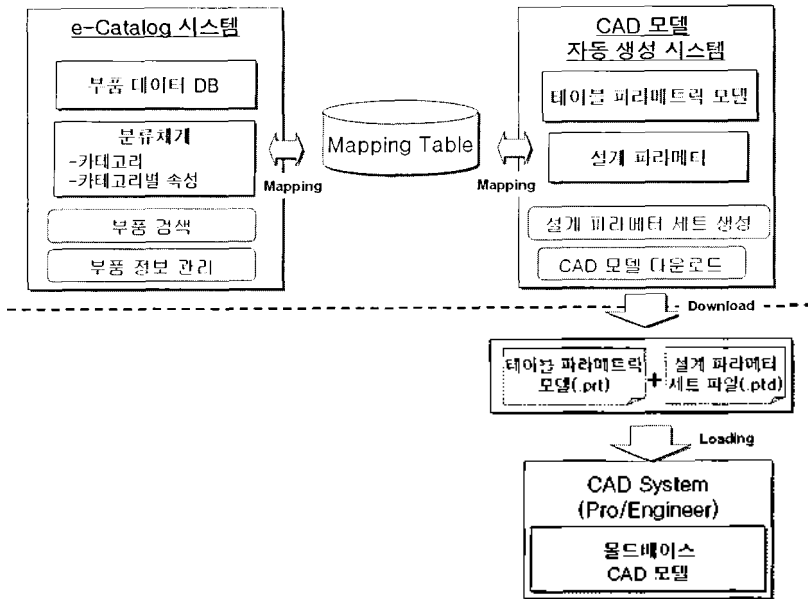 e-Catalog 시스템
부품 데이터 DB
분류체계
-카테고리
-카테고리별 속성
부품 검색
부품 정보 관리
Mapping
Mapping Table
Mapping
CAD 모델
자동 생성 시스템
테이블 파라메트릭 모델
설계 파라메터
설계 파라메터 세트 생성
CAD 모델 다운로드
Download
테이블 파라메트릭
모델(.prt)
+
설계 파라메터
세트 파일(.ptd)
Loading
CAD System
(Pro/Engineer)
몰드베이스
CAD 모델